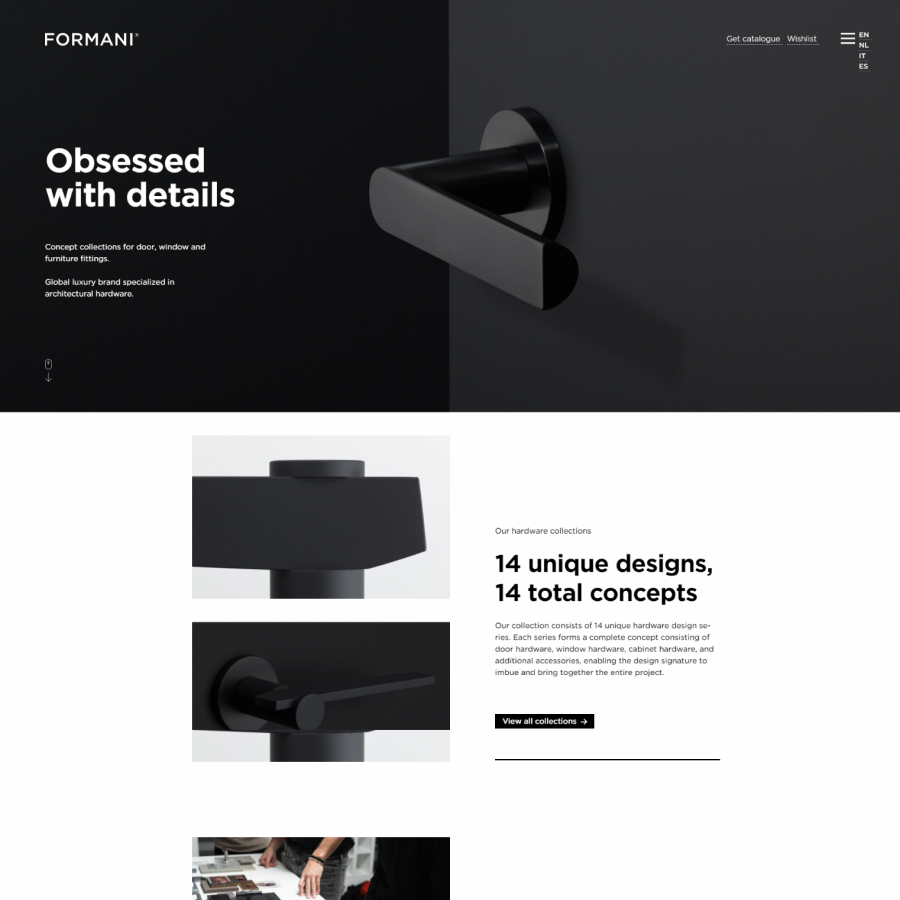 FORMANI®
Get catalogue
Wishlist
EN
NL
IT
ES
Obsessed
with details
Concept collections for door, window and
furniture fittings.
Global luxury brand specialized in
architectural hardware.
Our hardware collections
14 unique designs,
14 total concepts
Our collection consists of 14 unique hardware design se-
ries. Each series forms a complete concept consisting of
door hardware, window hardware, cabinet hardware, and
additional accessories, enabling the design signature to
imbue and bring together the entire project.
View all collections →